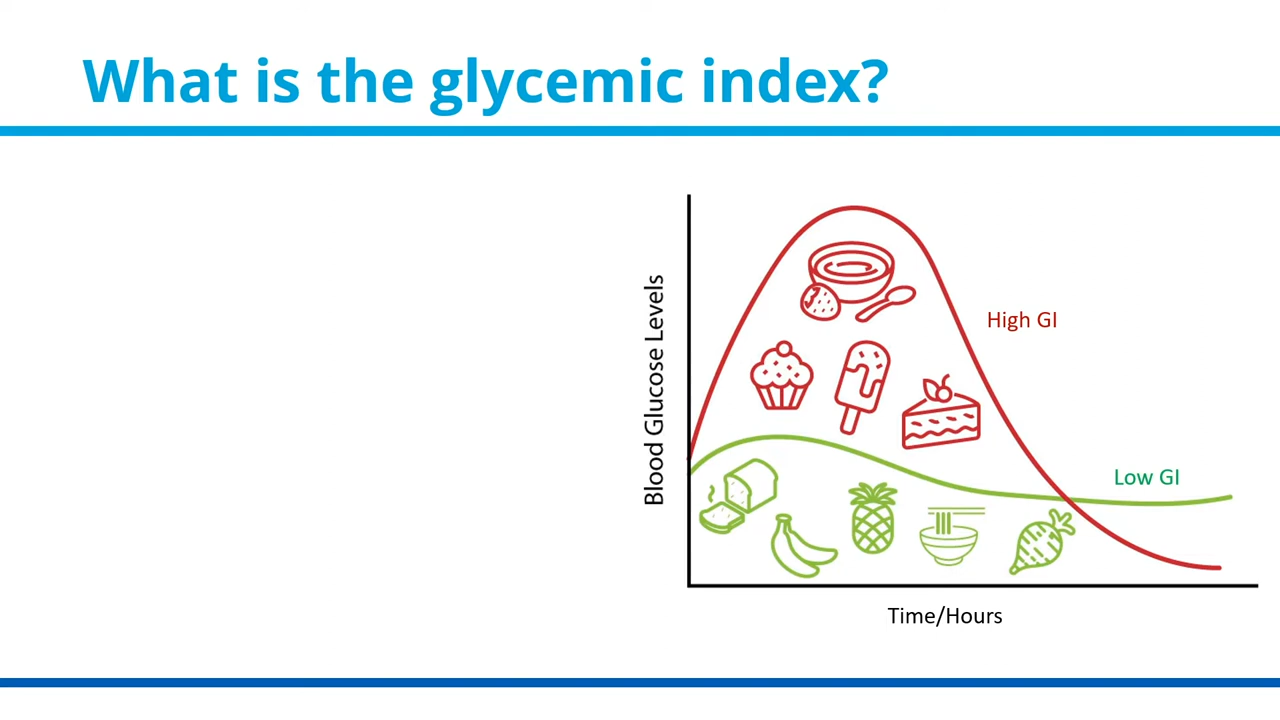 What is the glycemic index?
Blood Glucose Levels
High GI
Low GI
Time/Hours